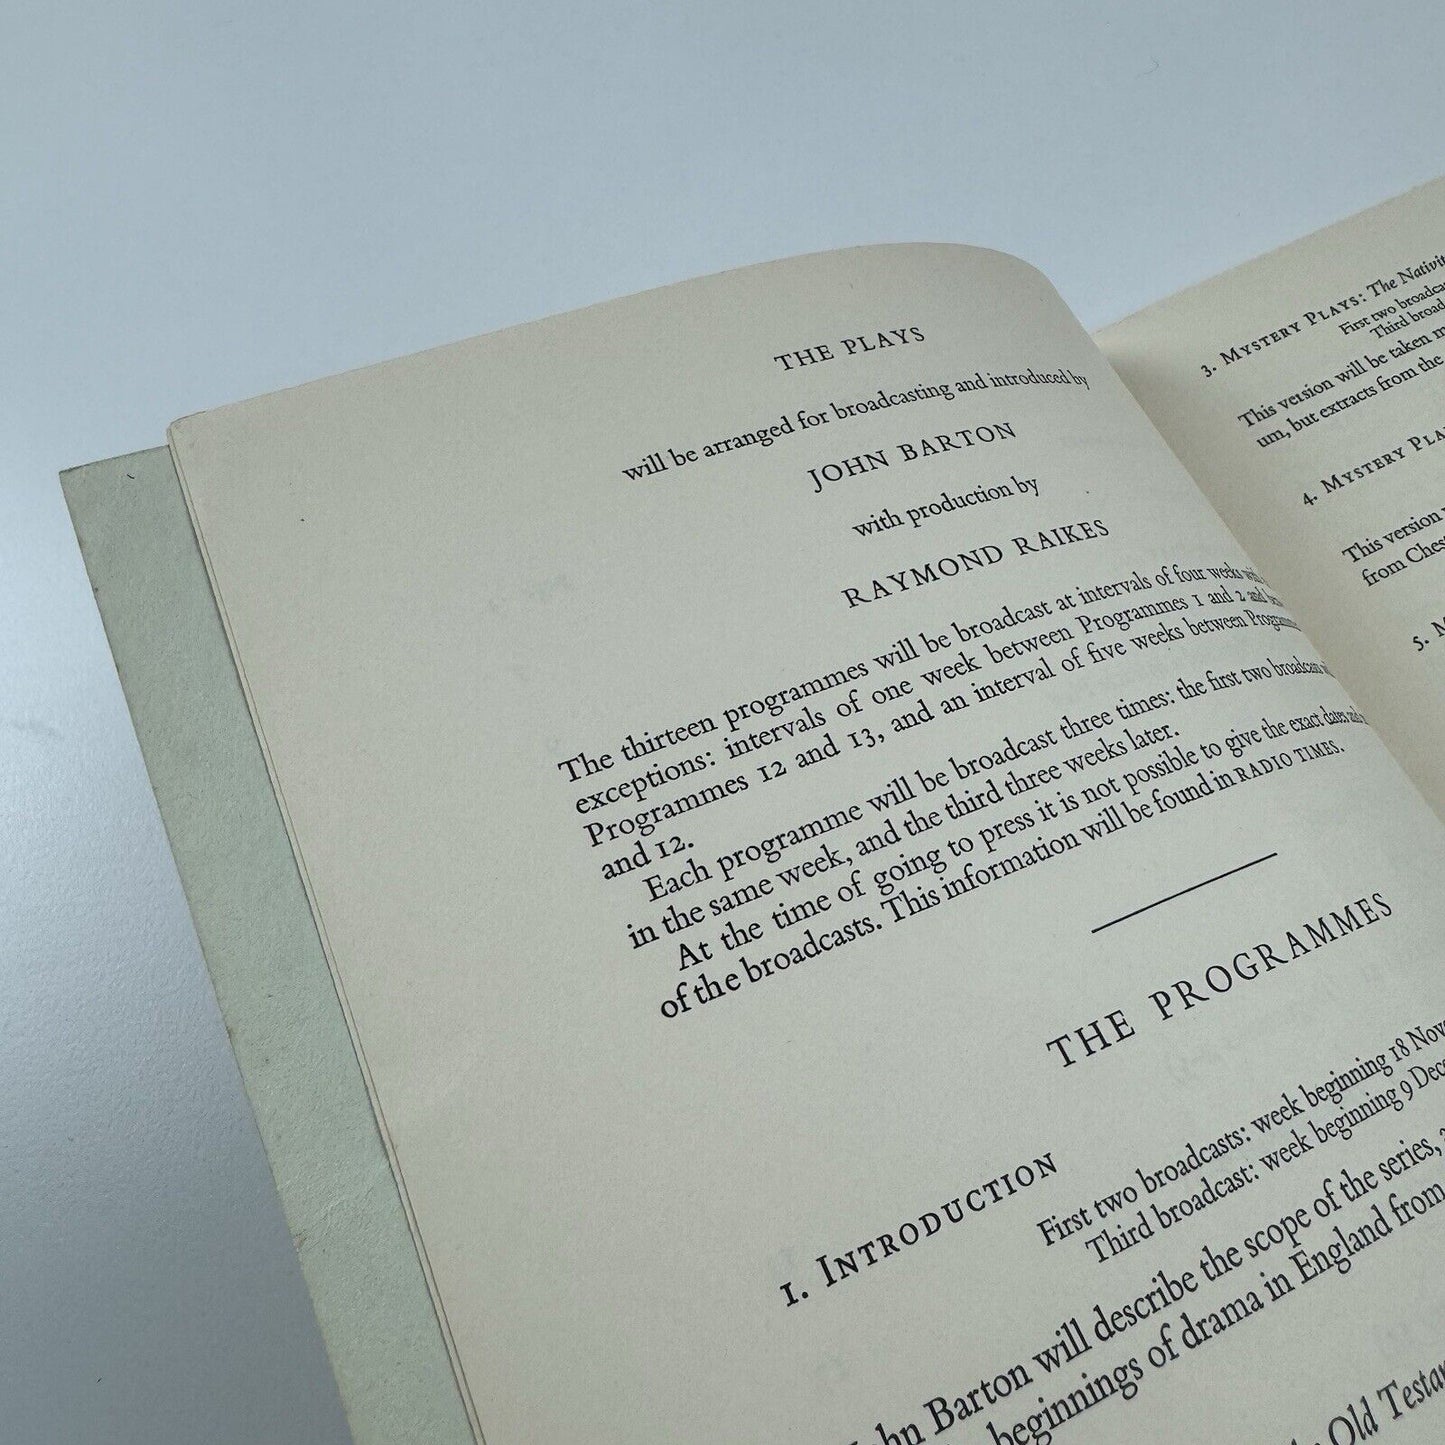 THE PLAYS
will be arranged for broadcasting and introduced by
JOHN BARTON
with production by
RAYMOND RAIKES
The thirteen programmes will be broadcast at intervals of four weeks with
exceptions: intervals of one week between Programmes 1 and 2 and
Programmes 12 and 13, and an interval of five weeks between
and 12.
Each programme will be broadcast three times: the first two broadcast
in the same week, and the third three weeks later.
At the time of going to press it is not possible to give the exact dates and
of the broadcasts. This information will be found in RADIO TIMES.
THE PROGRAMMES
1. INTRODUCTION
First two broadcasts: week beginning 18
Third broadcast: week beginning 9
Barton will describe the scope of the series,
beginnings of drama in England from
Old
3. MYSTERY PLAYS: The
First two
Third
This version will be taken
um, but extracts from the
4. MYSTERY
This version
from
5.